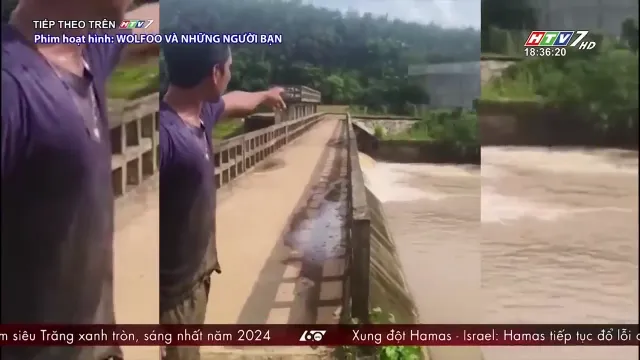 TIẾP THEO TRÊN HTV7
Phim hoạt hình: WOLFOO VÀ NHỮNG NGƯỜI BẠN
HTV7 HD
18:36:20
m siêu Trăng xanh tròn, sáng nhất năm 2024 60 Xung đột Hamas - Israel: Hamas tiếp tục đổ lỗi c